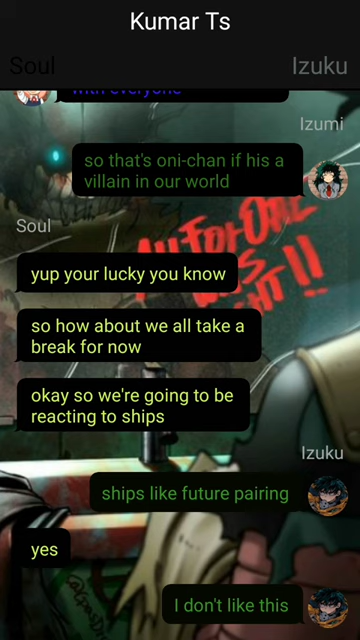 Kumar Ts
Soul
Izuku
with everyone
Izumi
so that's oni-chan if his a
villain in our world
Soul
yup your lucky you know
so how about we all take a
break for now
okay so we're going to be
reacting to ships
Izuku
ships like future pairing
yes
I don't like this